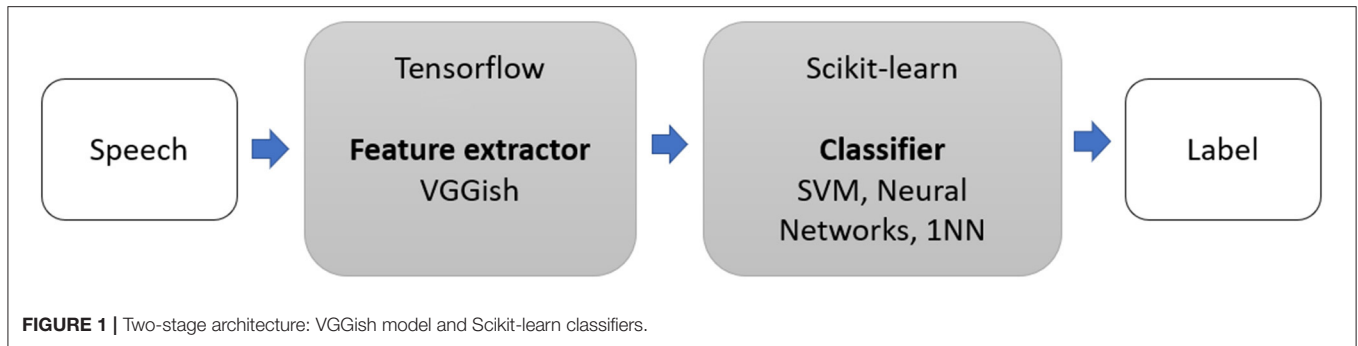 Speech
Tensorflow
Feature extractor
VGGish
Scikit-learn
Classifier
SVM, Neural
Networks, 1NN
Label
FIGURE 1 | Two-stage architecture: VGGish model and Scikit-learn classifiers.